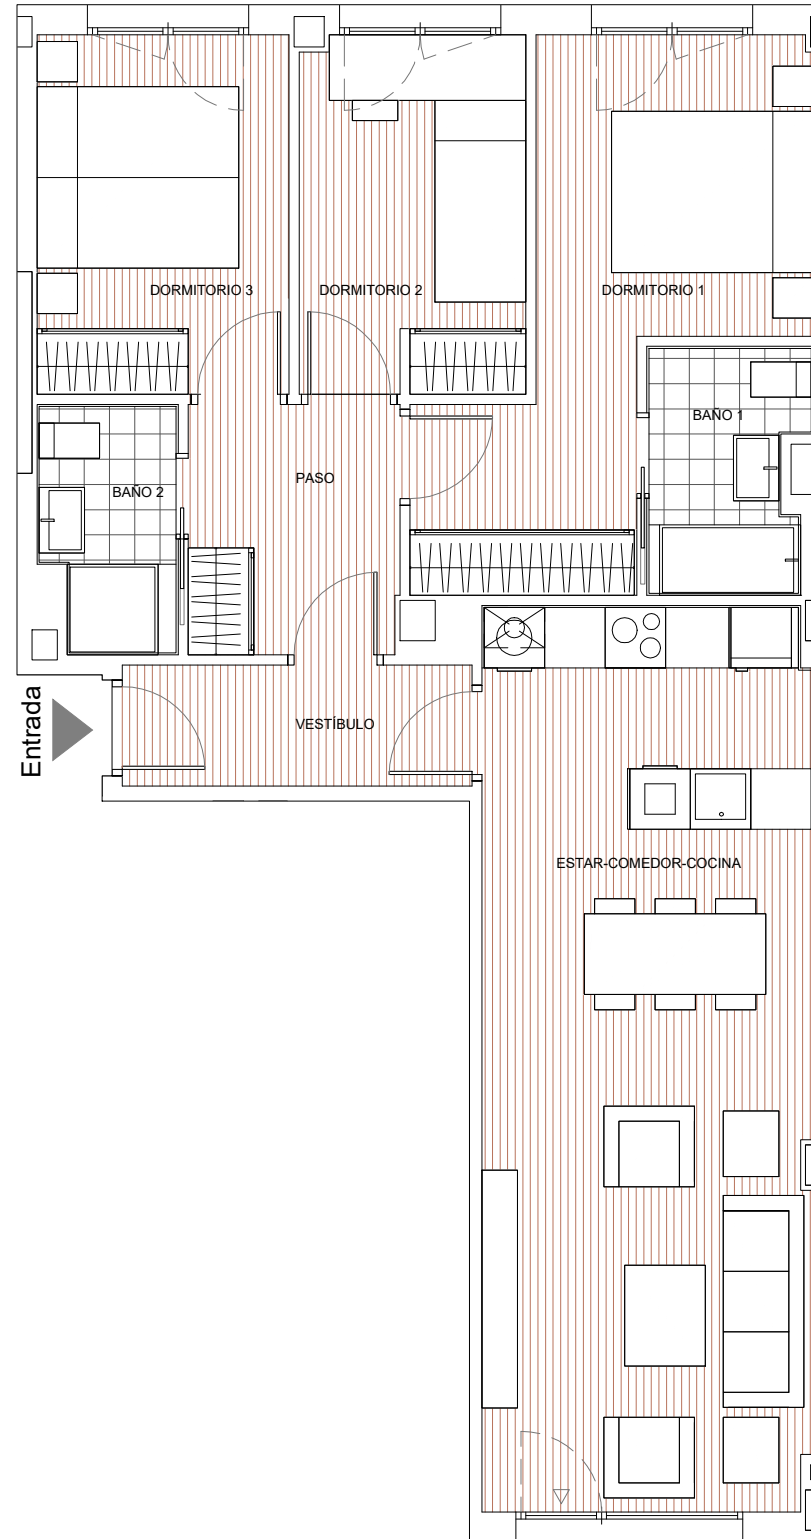 DORMITORIO 3
DORMITORIO 2
DORMITORIO 1
BAÑO 1
PASO
BAÑO 2
Entrada
VESTÍBULO
ESTAR-COMEDOR-COCINA